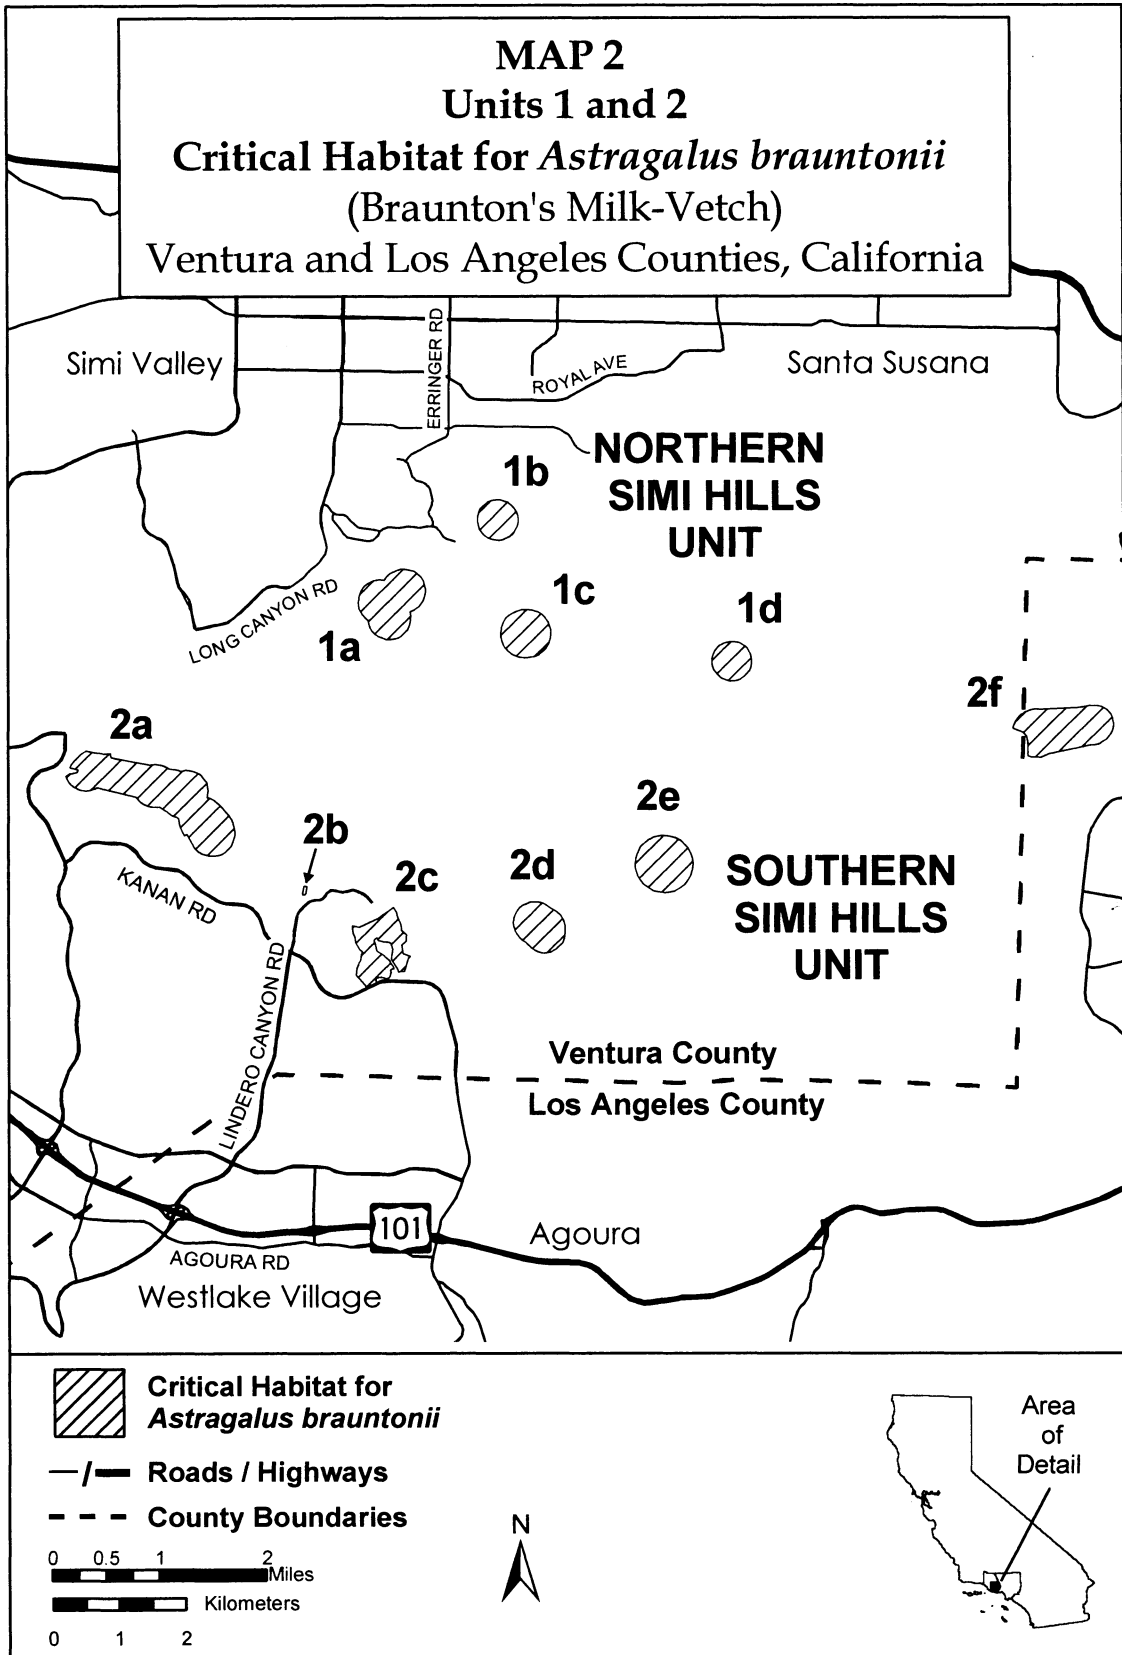 MAP 2
Units 1 and 2
Critical Habitat for Astragalus brauntonii
(Braunton's Milk-Vetch)
Ventura and Los Angeles Counties, California
Simi Valley
ERRINGER RD
ROYAL AVE
Santa Susana
NORTHERN
SIMI HILLS
UNIT
1b
1c
1d
LONG CANYON RD
1a
2f
2a
2e
2b
2c
2d
KANAN RD
SOUTHERN
SIMI HILLS
UNIT
LINDERO CANYON RD
Ventura County
Los Angeles County
101
Agoura
AGOURA RD
Westlake Village
Critical Habitat for
Astragalus brauntonii
Roads / Highways
County Boundaries
0 0.5 1 2
Miles
Kilometers
0 1 2
N
Area
of
Detail